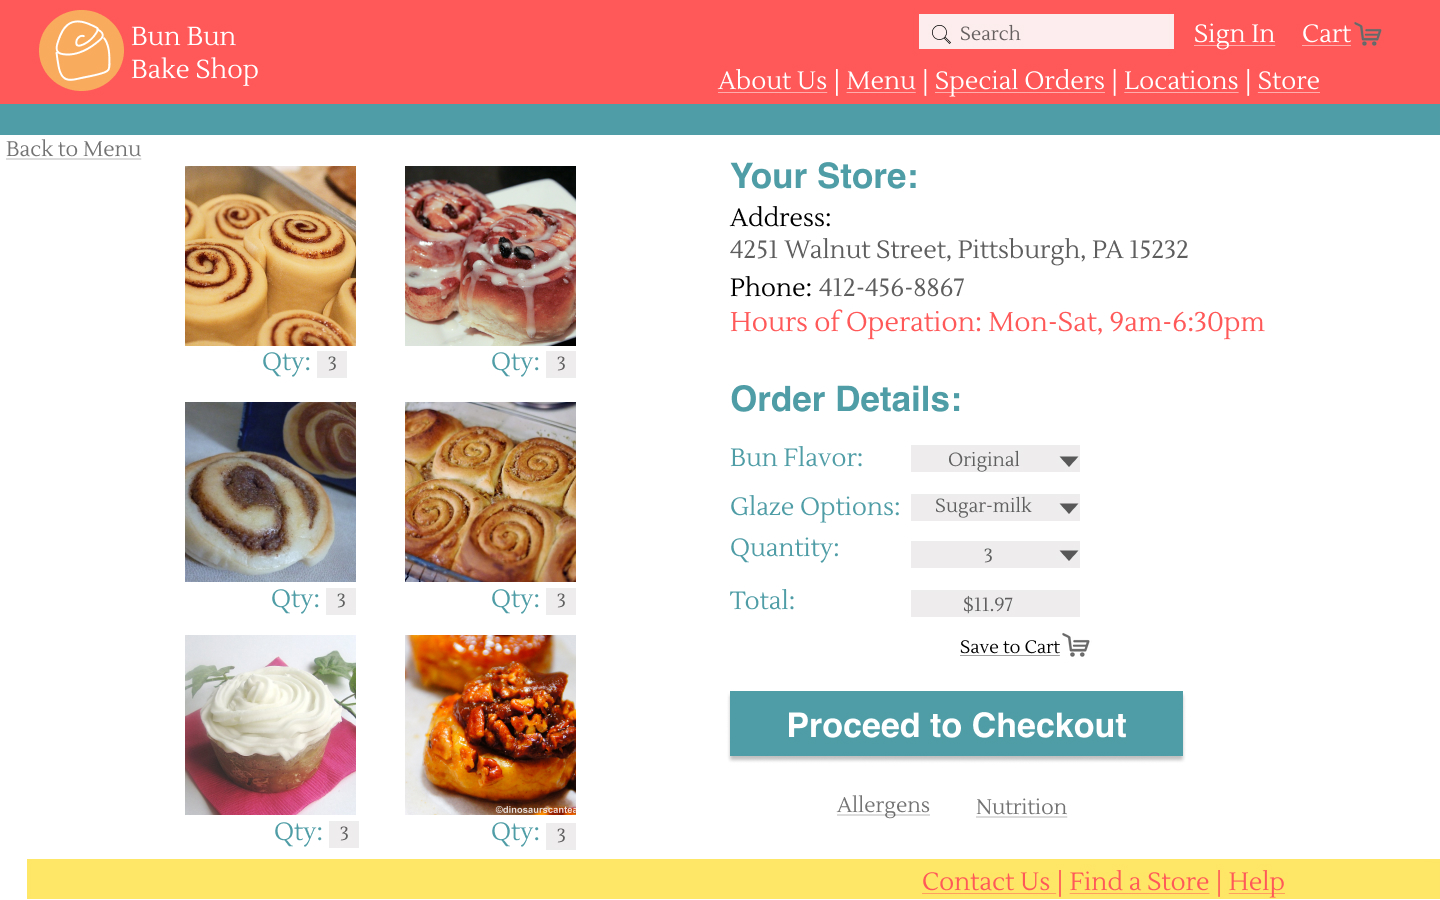 Bun Bun
Bake Shop
Search
Sign In
Cart
About Us | Menu | Special Orders | Locations | Store
Back to Menu
Qty: 3
Qty: 3
Qty: 3
Qty: 3
©dinosaurscantea
Qty: 3
Qty: 3
Your Store:
Address:
4251 Walnut Street, Pittsburgh, PA 15232
Phone: 412-456-8867
Hours of Operation: Mon-Sat, 9am-6:30pm
Order Details:
Bun Flavor: Original
Glaze Options: Sugar-milk
Quantity: 3
Total: $11.97
Save to Cart
Proceed to Checkout
Allergens
Nutrition
Contact Us | Find a Store | Help